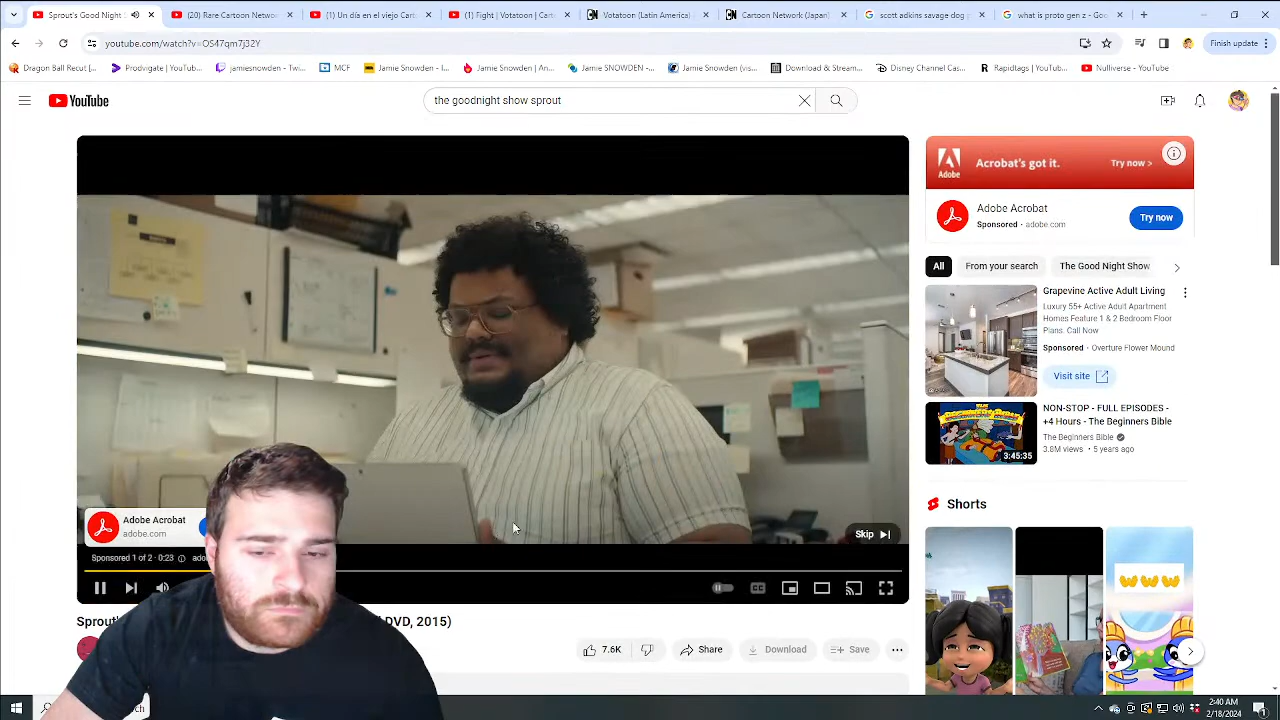 Sprout's Good Night
(20) Rare Cartoon Netwo
(1) Un día en el viejo Car
(1) Fight | Votatoon | Cart
Votatoon (Latin America)
Cartoon Network (Japan)
scott adkins savage dog
what is proto gen z - Goo
youtube.com/watch?v=OS47qm7j32Y
Finish update
Dragon Ball Recut [...
Prodvigate | YouTub...
jamiesnowden - Twi...
MCF
Jamie SNOWDEN - I...
Jamie Snowden | An...
Jamie SNOWDEN -...
Jamie Snowden (vis...
Download & Stream...
Disney Channel Cas...
Rapidtags | YouTub...
Nulliverse - YouTube
YouTube
the goodnight show sprout
Adobe
Acrobat's got it.
Try now >
Adobe Acrobat
Sponsored · adobe.com
Try now
All
From your search
The Good Night Show
Grapevine Active Adult Living
Luxury 55+ Active Adult Apartment
Homes Feature 1 & 2 Bedroom Floor
Plans. Call Now
Sponsored · Overture Flower Mound
Visit site
NON-STOP - FULL EPISODES -
+4 Hours - The Beginners Bible
The Beginners Bible
3.8M views · 5 years ago
3:45:35
Shorts
Adobe Acrobat
adobe.com
Skip
Sponsored 1 of 2 · 0:23
CC
Sprout
DVD, 2015)
7.6K
Share
Download
Save
2:40 AM
2/18/2024